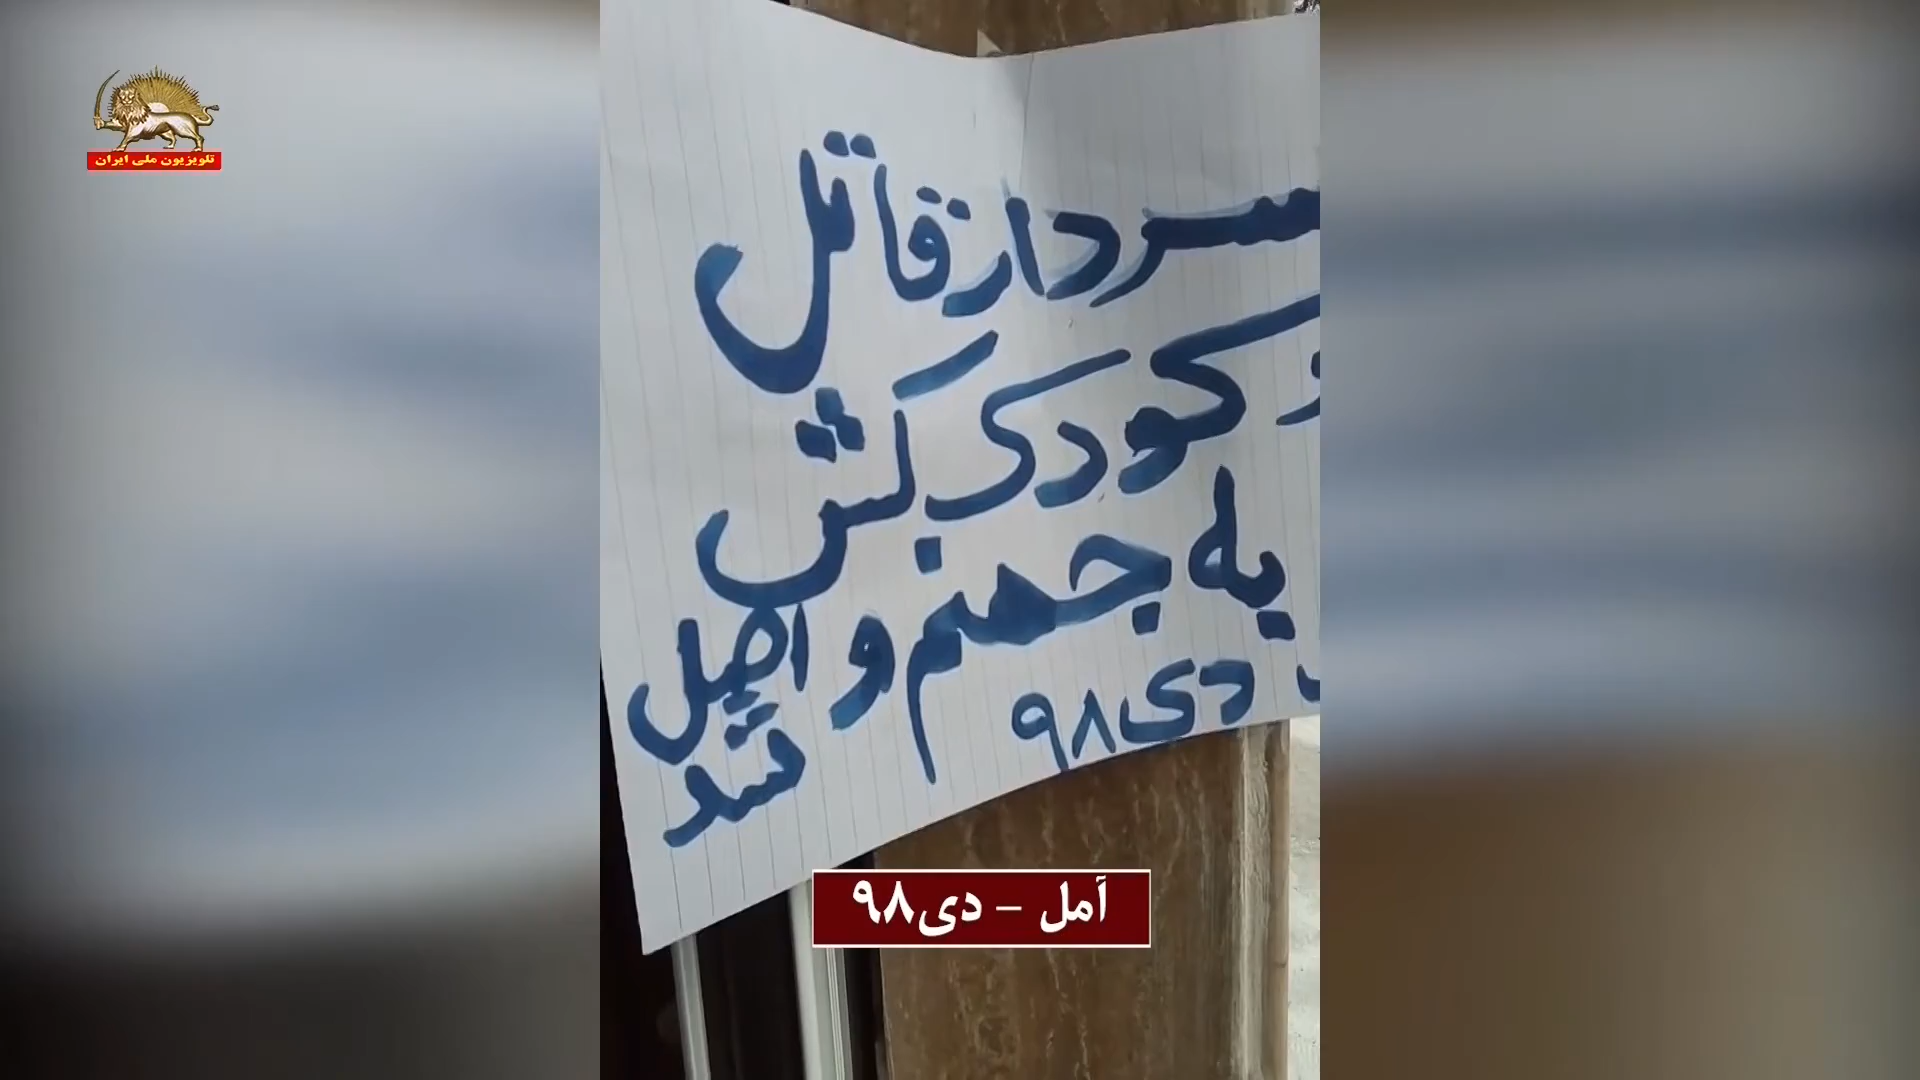 تلویزیون ملی ایران
سردار قاتل
و کودک کش
به جهنم واصل
شد
دی ۹۸
آمل – دی۹۸